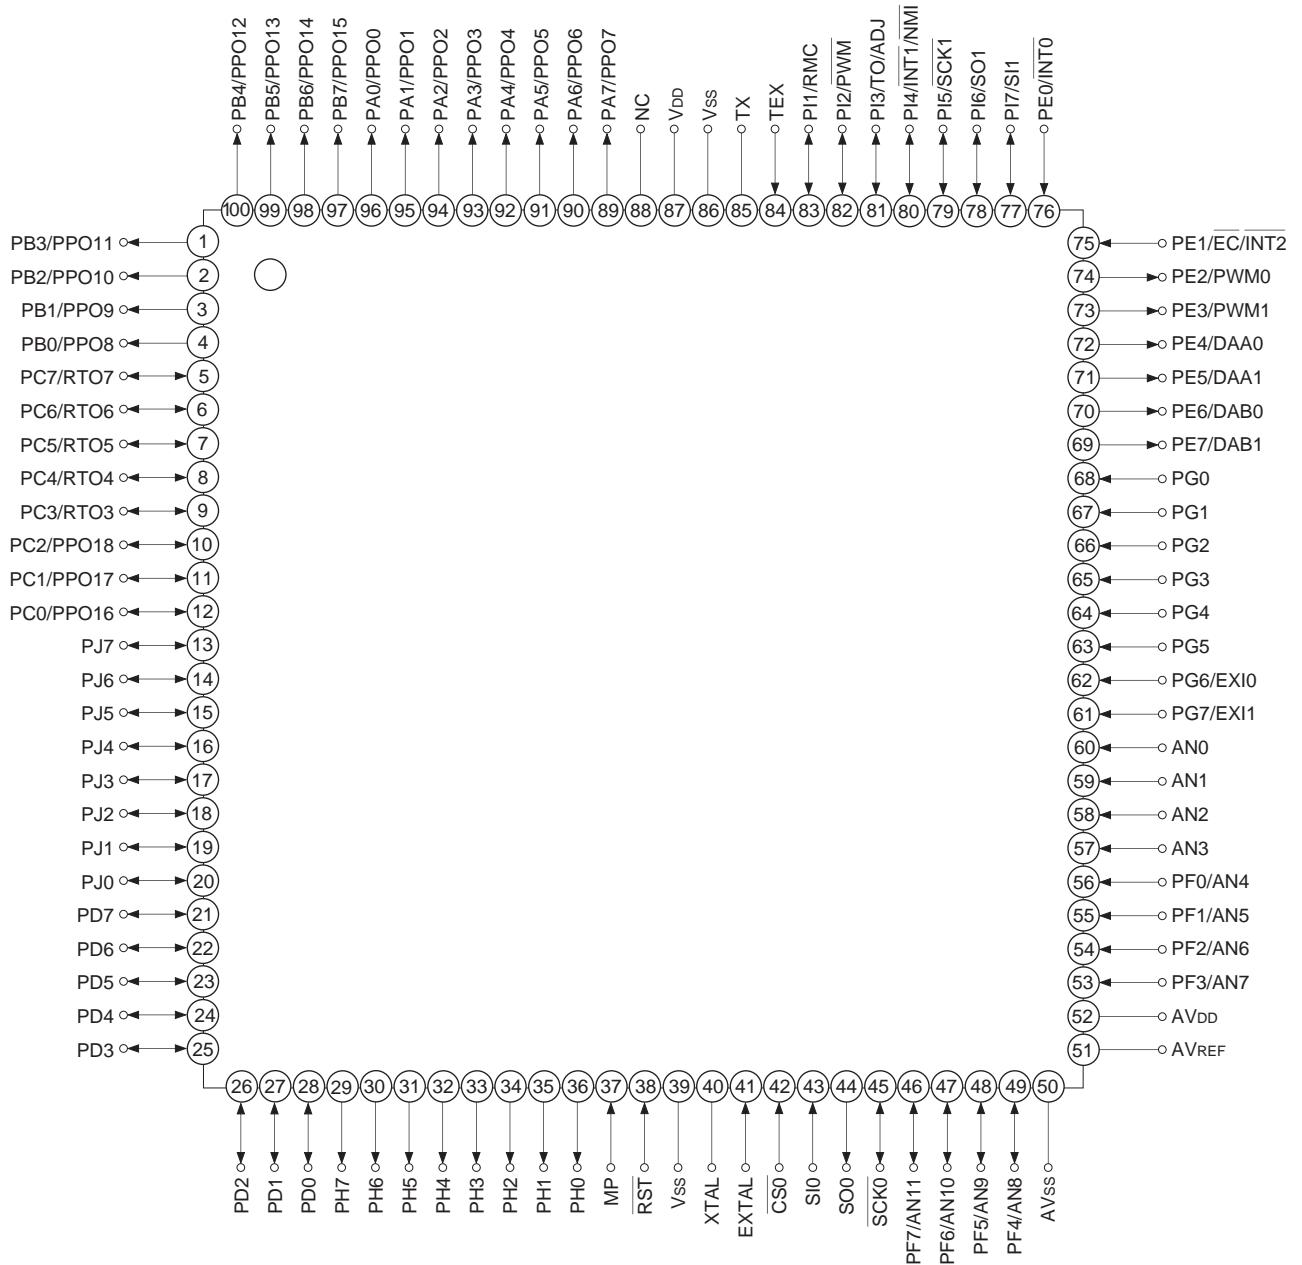 PB4/PPO12
PB5/PPO13
PB6/PPO14
PB7/PPO15
PA0/PPO0
PA1/PPO1
PA2/PPO2
PA3/PPO3
PA4/PPO4
PA5/PPO5
PA6/PPO6
PA7/PPO7
NC
VDD
VSS
TX
TEX
PI1/RMC
PI2/PWM
PI3/TO/ADJ
PI4/INT1/NMI
PI5/SCK1
PI6/SO1
PI7/SI1
PE0/INT0
100 99 98 97 96 95 94 93 92 91 90 89 88 87 86 85 84 83 82 81 80 79 78 77 76
PB3/PPO11 1
PB2/PPO10 2
PB1/PPO9 3
PB0/PPO8 4
PC7/RTO7 5
PC6/RTO6 6
PC5/RTO5 7
PC4/RTO4 8
PC3/RTO3 9
PC2/PPO18 10
PC1/PPO17 11
PC0/PPO16 12
PJ7 13
PJ6 14
PJ5 15
PJ4 16
PJ3 17
PJ2 18
PJ1 19
PJ0 20
PD7 21
PD6 22
PD5 23
PD4 24
PD3 25
75 PE1/EC/INT2
74 PE2/PWM0
73 PE3/PWM1
72 PE4/DAA0
71 PE5/DAA1
70 PE6/DAB0
69 PE7/DAB1
68 PG0
67 PG1
66 PG2
65 PG3
64 PG4
63 PG5
62 PG6/EXI0
61 PG7/EXI1
60 AN0
59 AN1
58 AN2
57 AN3
56 PF0/AN4
55 PF1/AN5
54 PF2/AN6
53 PF3/AN7
52 AVDD
51 AVREF
26 27 28 29 30 31 32 33 34 35 36 37 38 39 40 41 42 43 44 45 46 47 48 49 50
PD2
PD1
PD0
PH7
PH6
PH5
PH4
PH3
PH2
PH1
PH0
MP
RST
VSS
XTAL
EXTAL
CS0
SI0
SO0
SCK0
PF7/AN11
PF6/AN10
PF5/AN9
PF4/AN8
AVSS